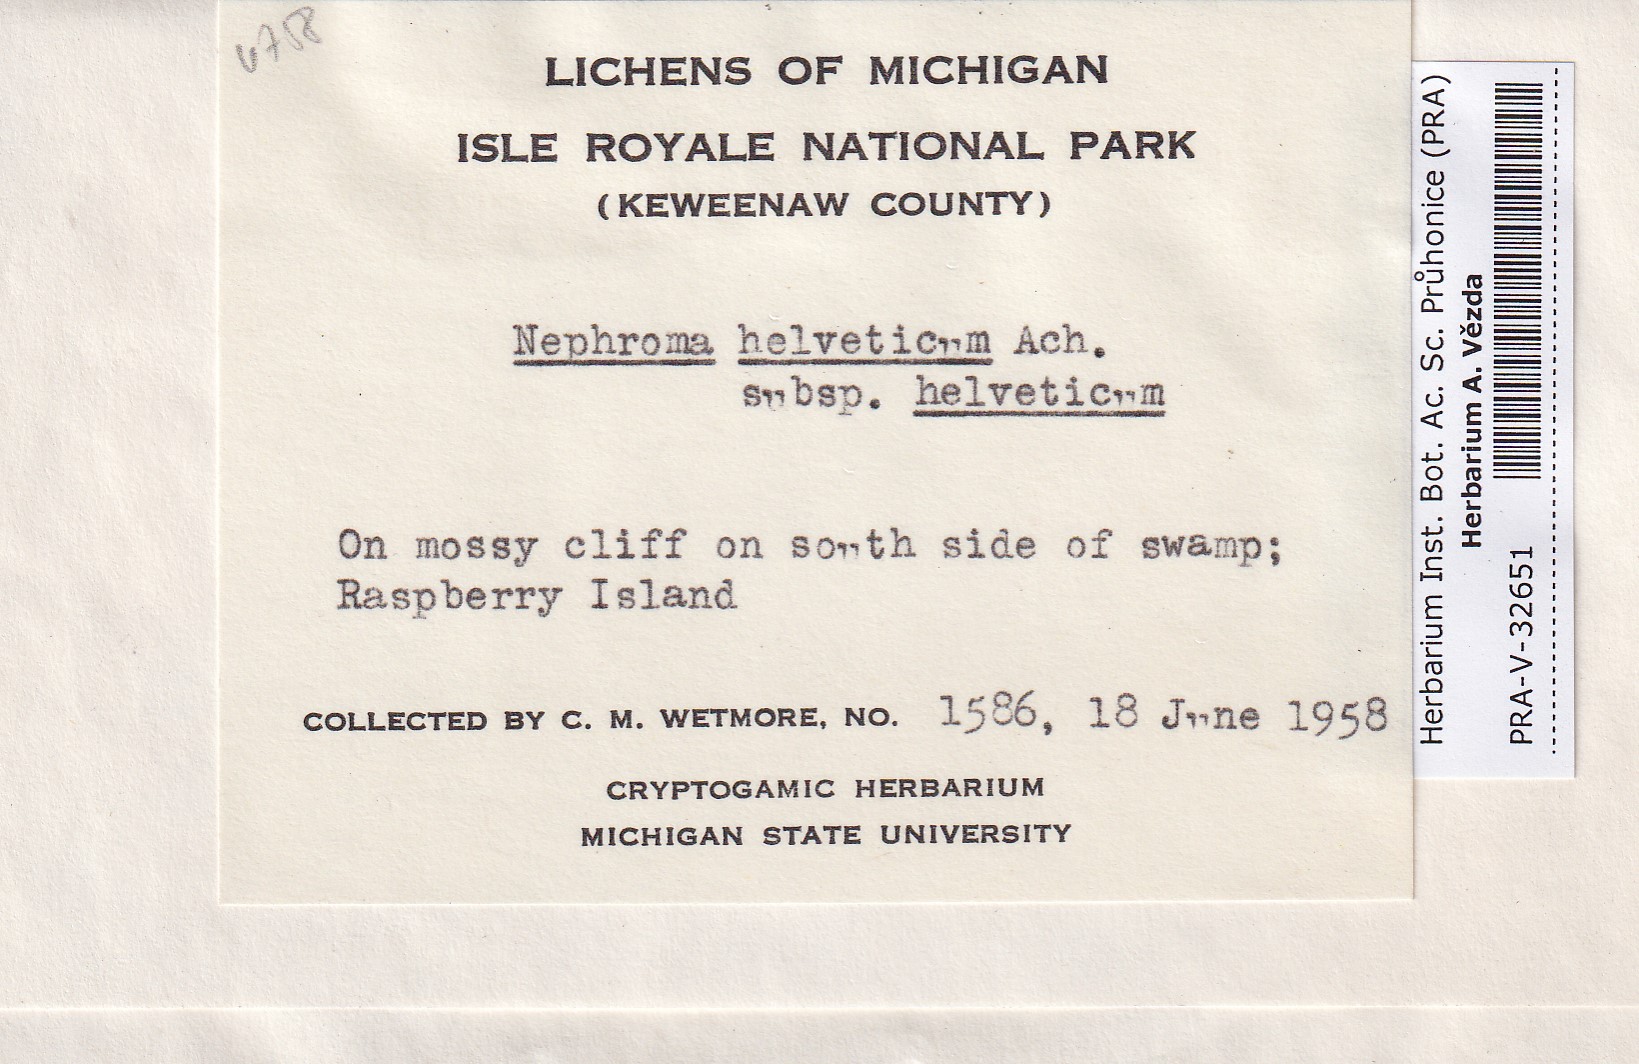 6758
LICHENS OF MICHIGAN
ISLE ROYALE NATIONAL PARK
(KEWEENAW COUNTY)
Nephroma helveticum Ach.
subsp. helveticum
On mossy cliff on south side of swamp;
Raspberry Island
COLLECTED BY C. M. WETMORE, NO. 1586, 18 June 1958
CRYPTOGAMIC HERBARIUM
MICHIGAN STATE UNIVERSITY
Herbarium Inst. Bot. Ac. Sc. Průhonice (PRA)
Herbarium A. Vězda
PRA-V-32651